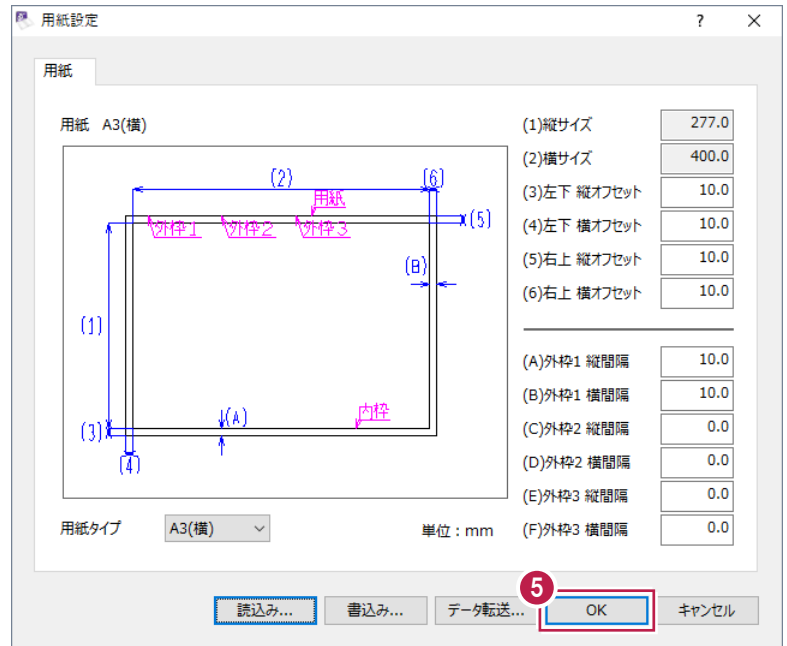 用紙設定
? ×
用紙
用紙 A3(横)
(2)
(6)
用紙
外枠1 外枠2 外枠3
(5)
(B)
(1)
内枠
(A)
(3)
(4)
用紙タイプ A3(横)
単位：mm
(1)縦サイズ 277.0
(2)横サイズ 400.0
(3)左下 縦オフセット 10.0
(4)左下 横オフセット 10.0
(5)右上 縦オフセット 10.0
(6)右上 横オフセット 10.0
(A)外枠1 縦間隔 10.0
(B)外枠1 横間隔 10.0
(C)外枠2 縦間隔 0.0
(D)外枠2 横間隔 0.0
(E)外枠3 縦間隔 0.0
(F)外枠3 横間隔 0.0
5
読込み... 書込み... データ転送... OK キャンセル